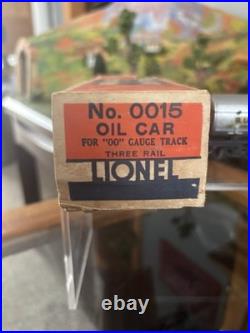 No. 0015
OIL CAR
FOR "OO" GAUGE TRACK
THREE RAIL
LIONEL